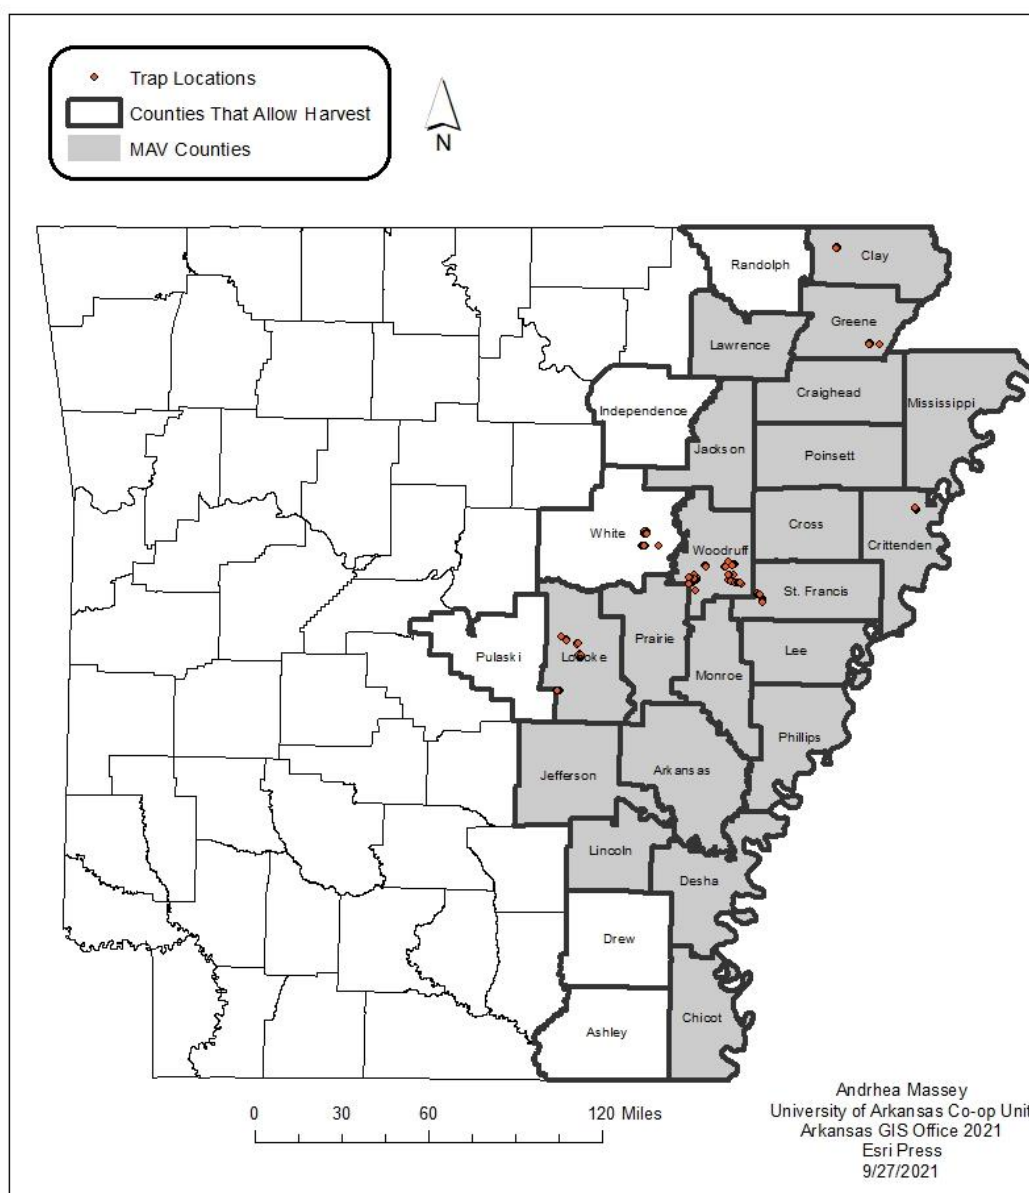 Trap Locations
Counties That Allow Harvest
MAV Counties
N
Randolph
Clay
Greene
Lawrence
Craighead
Mississippi
Independence
Jackson
Poinsett
White
Cross
Woodruff
Crittenden
St. Francis
Prairie
Lee
Pulaski
Lonoke
Monroe
Phillips
Jefferson
Arkansas
Lincoln
Desha
Drew
Chicot
Ashley
0 30 60 120 Miles
Andrhea Massey
University of Arkansas Co-op Unit
Arkansas GIS Office 2021
Esri Press
9/27/2021